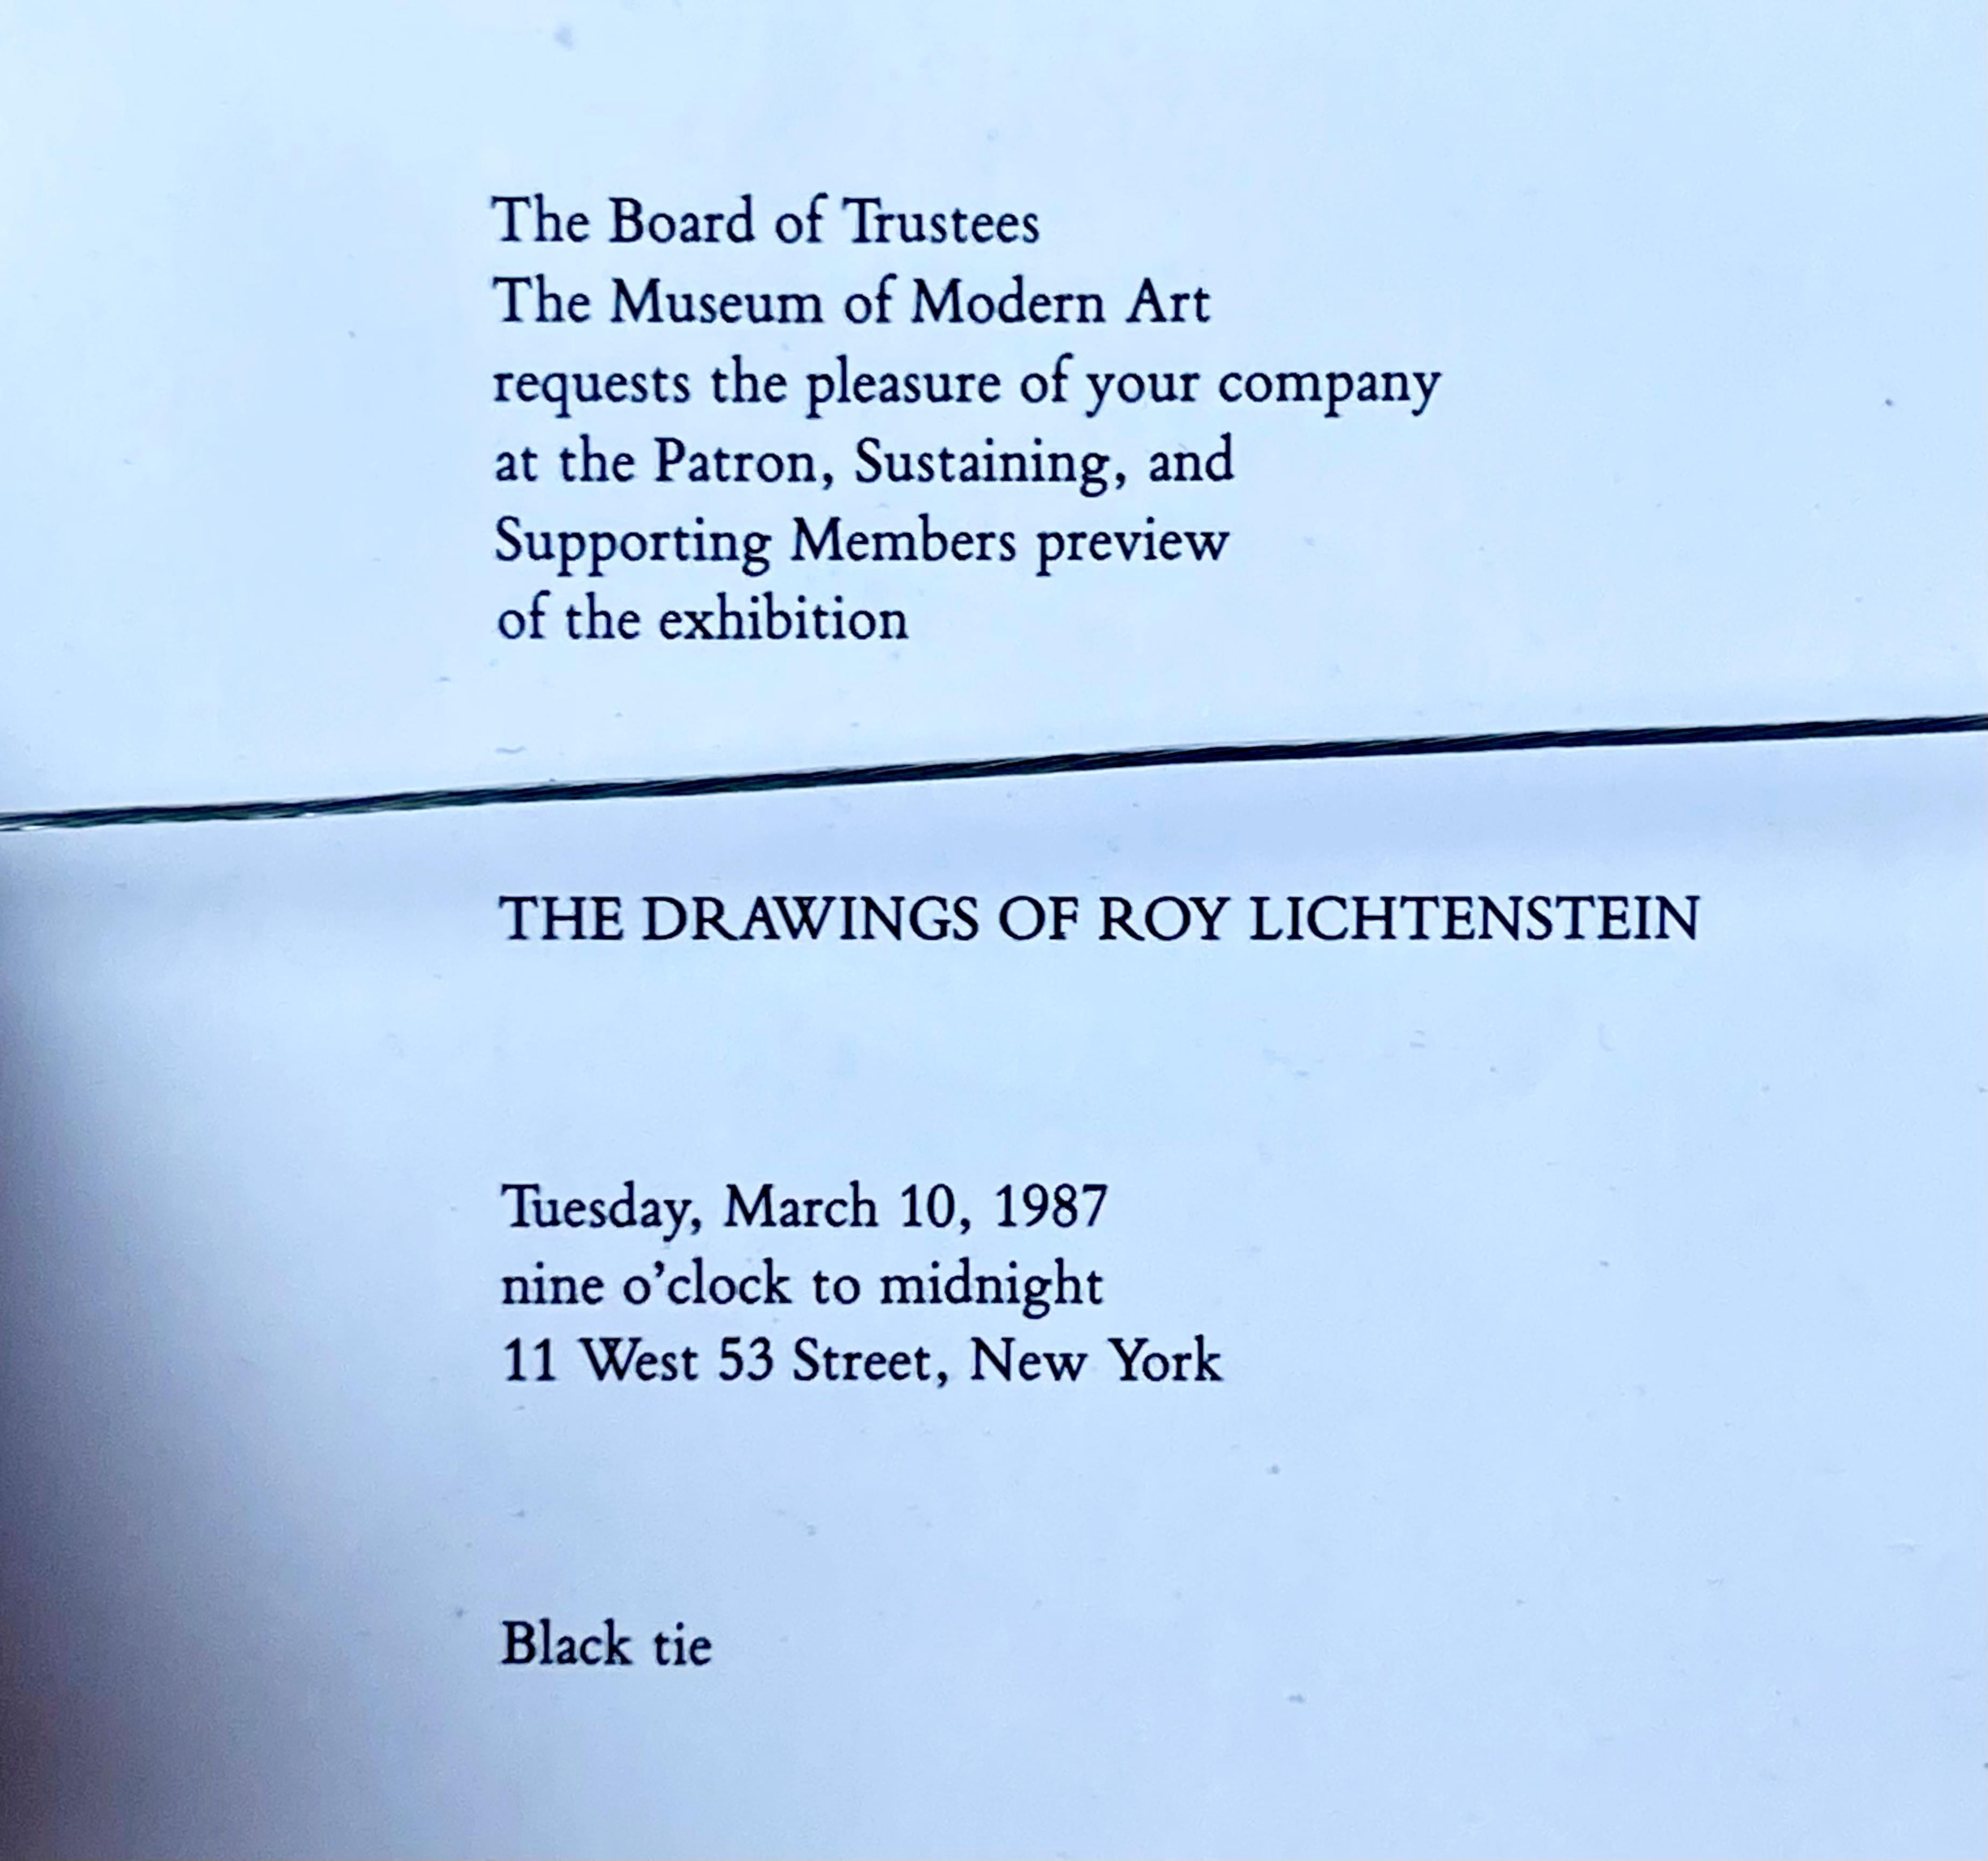 The Board of Trustees
The Museum of Modern Art
requests the pleasure of your company
at the Patron, Sustaining, and
Supporting Members preview
of the exhibition
THE DRAWINGS OF ROY LICHTENSTEIN
Tuesday, March 10, 1987
nine o’clock to midnight
11 West 53 Street, New York
Black tie